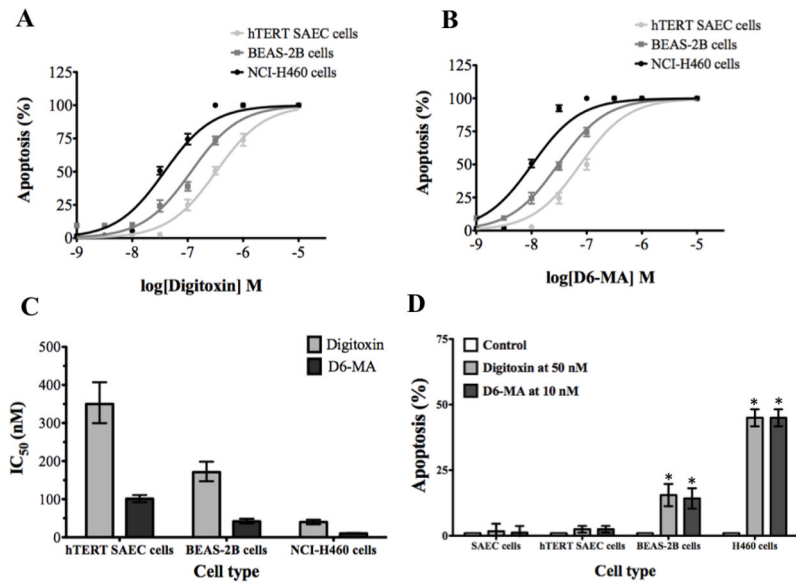 A
hTERT SAEC cells
BEAS-2B cells
NCI-H460 cells
125
100
75
50
25
0
Apoptosis (%)
-9
-8
-7
-6
-5
log[Digitoxin] M
B
hTERT SAEC cells
BEAS-2B cells
NCI-H460 cells
125
100
75
50
25
0
Apoptosis (%)
-9
-8
-7
-6
-5
log[D6-MA] M
C
Digitoxin
D6-MA
500
450
400
350
300
200
100
0
IC50 (nM)
hTERT SAEC cells
BEAS-2B cells
NCI-H460 cells
Cell type
D
Control
Digitoxin at 50 nM
D6-MA at 10 nM
75
50
25
0
Apoptosis (%)
* * * *
SAEC cells
hTERT SAEC cells
BEAS-2B cells
H460 cells
Cell type